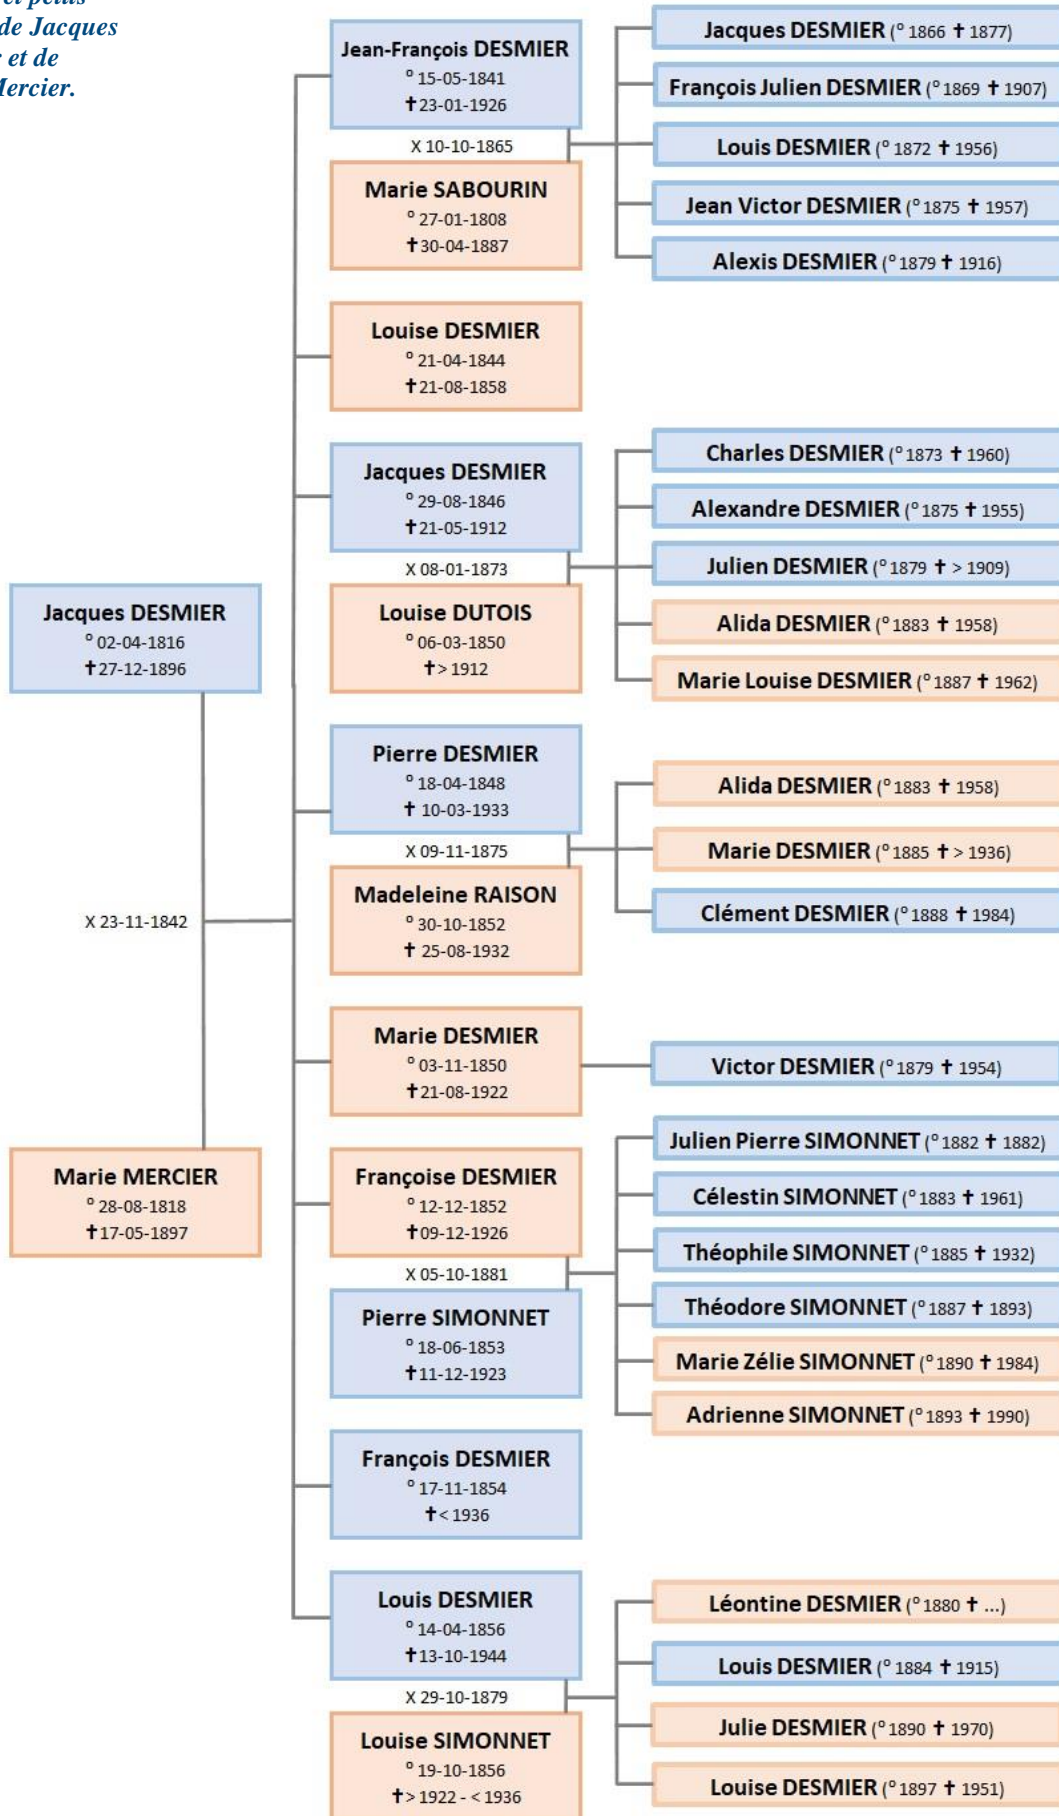 de Jacques
et de
Mercier.
Jean-François DESMIER
° 15-05-1841
✝23-01-1926
X 10-10-1865
Marie SABOURIN
° 27-01-1808
✝30-04-1887
Jacques DESMIER (° 1866 ✝ 1877)
François Julien DESMIER (° 1869 ✝ 1907)
Louis DESMIER (° 1872 ✝ 1956)
Jean Victor DESMIER (° 1875 ✝ 1957)
Alexis DESMIER (° 1879 ✝ 1916)
Louise DESMIER
° 21-04-1844
✝21-08-1858
Jacques DESMIER
° 29-08-1846
✝21-05-1912
X 08-01-1873
Louise DUTOIS
° 06-03-1850
✝> 1912
Charles DESMIER (° 1873 ✝ 1960)
Alexandre DESMIER (° 1875 ✝ 1955)
Julien DESMIER (° 1879 ✝ > 1909)
Alida DESMIER (° 1883 ✝ 1958)
Marie Louise DESMIER (° 1887 ✝ 1962)
Jacques DESMIER
° 02-04-1816
✝27-12-1896
X 23-11-1842
Marie MERCIER
° 28-08-1818
✝17-05-1897
Pierre DESMIER
° 18-04-1848
✝ 10-03-1933
X 09-11-1875
Madeleine RAISON
° 30-10-1852
✝ 25-08-1932
Alida DESMIER (° 1883 ✝ 1958)
Marie DESMIER (° 1885 ✝ > 1936)
Clément DESMIER (° 1888 ✝ 1984)
Marie DESMIER
° 03-11-1850
✝21-08-1922
Victor DESMIER (° 1879 ✝ 1954)
Françoise DESMIER
° 12-12-1852
✝09-12-1926
X 05-10-1881
Pierre SIMONNET
° 18-06-1853
✝11-12-1923
Julien Pierre SIMONNET (° 1882 ✝ 1882)
Célestin SIMONNET (° 1883 ✝ 1961)
Théophile SIMONNET (° 1885 ✝ 1932)
Théodore SIMONNET (° 1887 ✝ 1893)
Marie Zélie SIMONNET (° 1890 ✝ 1984)
Adrienne SIMONNET (° 1893 ✝ 1990)
François DESMIER
° 17-11-1854
✝< 1936
Louis DESMIER
° 14-04-1856
✝13-10-1944
X 29-10-1879
Louise SIMONNET
° 19-10-1856
✝> 1922 - < 1936
Léontine DESMIER (° 1880 ✝ ...)
Louis DESMIER (° 1884 ✝ 1915)
Julie DESMIER (° 1890 ✝ 1970)
Louise DESMIER (° 1897 ✝ 1951)